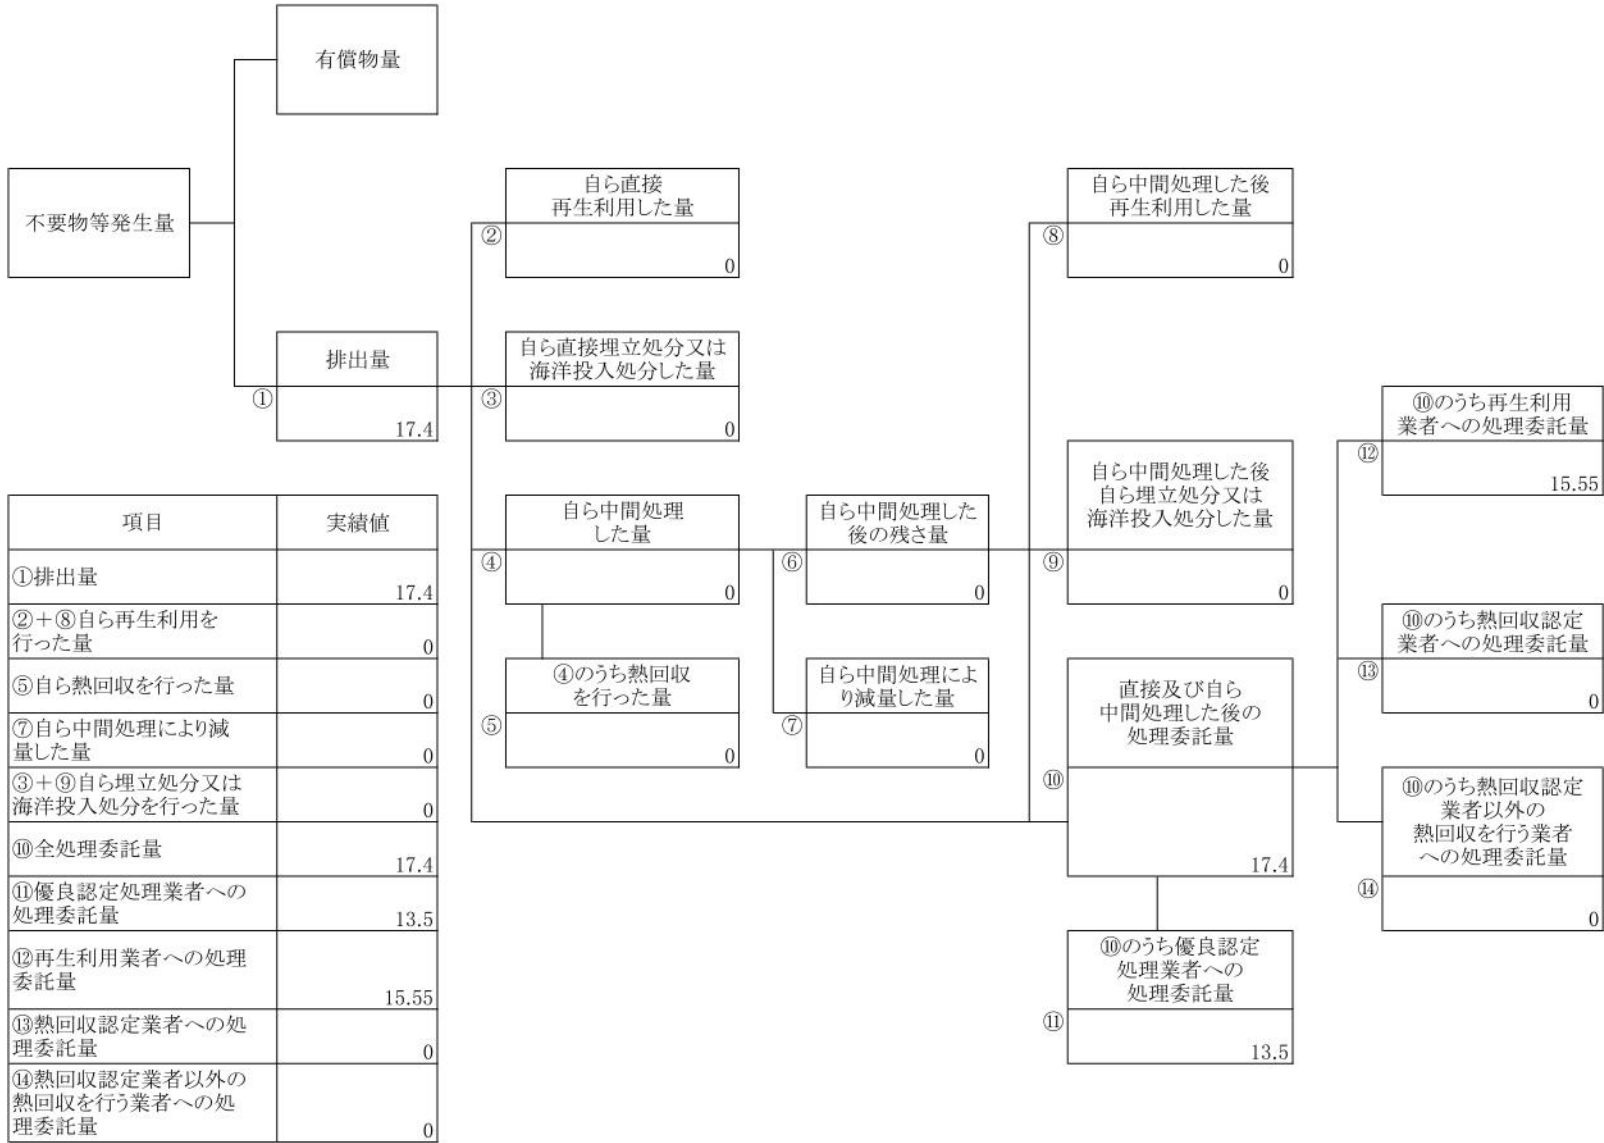 有償物量
不要物等発生量
排出量
①
17.4
自ら直接
再生利用した量
②
0
自ら直接埋立処分又は
海洋投入処分した量
③
0
自ら中間処理
した量
④
0
④のうち熱回収
を行った量
⑤
0
自ら中間処理した
後の残さ量
⑥
0
自ら中間処理によ
り減量した量
⑦
0
自ら中間処理した後
再生利用した量
⑧
0
自ら中間処理した後
自ら埋立処分又は
海洋投入処分した量
⑨
0
直接及び自ら
中間処理した後の
処理委託量
⑩
17.4
⑩のうち優良認定
処理業者への
処理委託量
⑪
13.5
⑩のうち再生利用
業者への処理委託量
⑫
15.55
⑩のうち熱回収認定
業者への処理委託量
⑬
0
⑩のうち熱回収認定
業者以外の
熱回収を行う業者
への処理委託量
⑭
0
項目 実績値
①排出量
17.4
②+⑧自ら再生利用を
行った量
0
⑤自ら熱回収を行った量
0
⑦自ら中間処理により減
量した量
0
③+⑨自ら埋立処分又は
海洋投入処分を行った量
0
⑩全処理委託量
17.4
⑪優良認定処理業者への
処理委託量
13.5
⑫再生利用業者への処理
委託量
15.55
⑬熱回収認定業者への処
理委託量
0
⑭熱回収認定業者以外の
熱回収を行う業者への処
理委託量
0